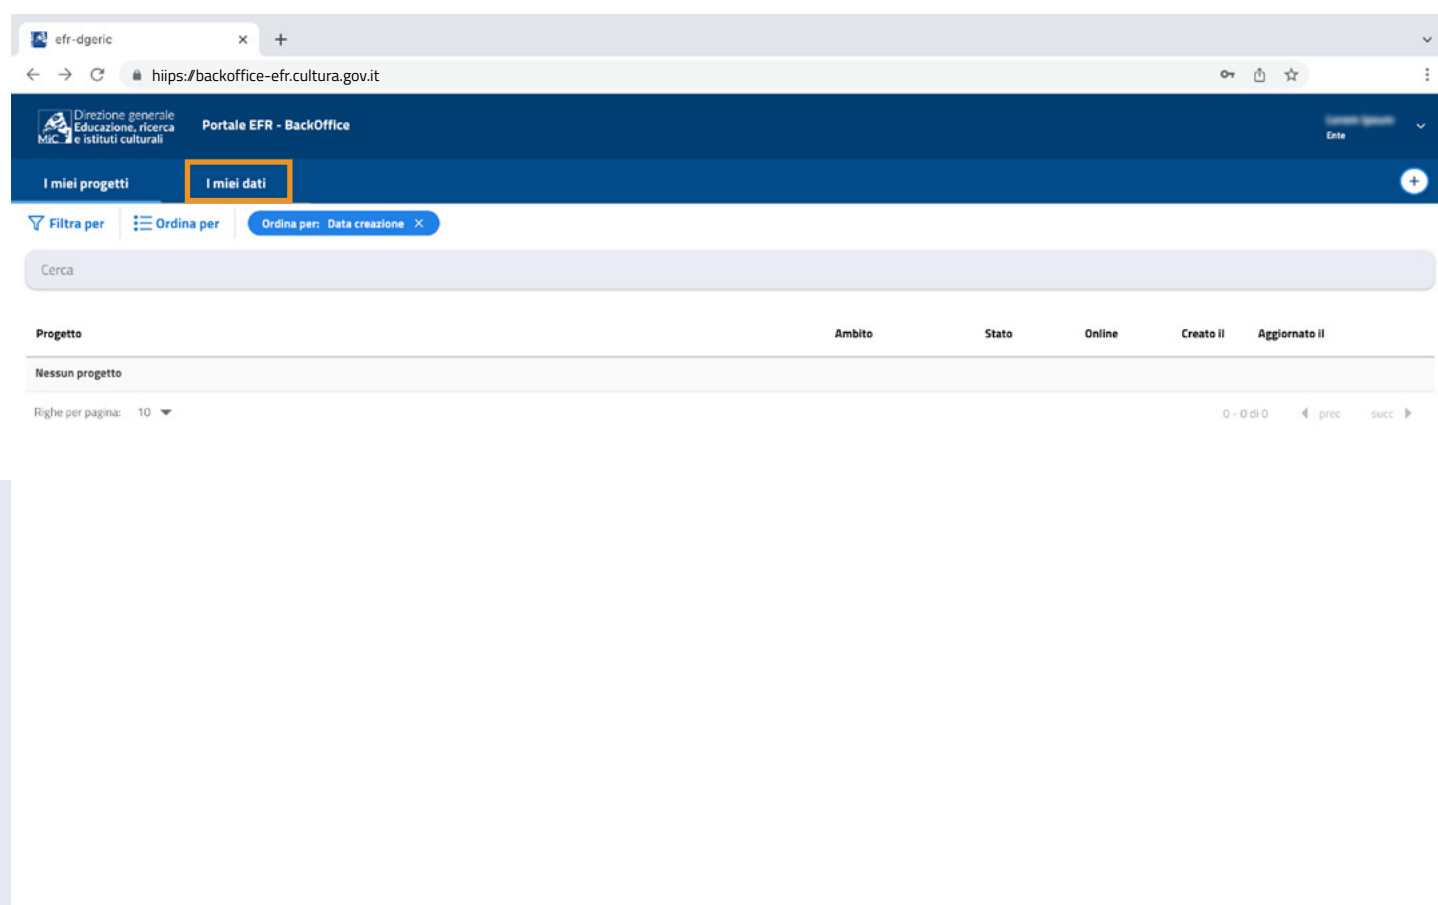 efr-dgeric
hiips://backoffice-efr.cultura.gov.it
Direzione generale
Educazione, ricerca
e istituti culturali
MiC
Portale EFR - BackOffice
Ente
I miei progetti
I miei dati
Filtra per
Ordina per
Ordina per: Data creazione
Cerca
Progetto Ambito Stato Online Creato il Aggiornato il
Nessun progetto
Righe per pagina: 10 0 - 0 di 0 prec succ